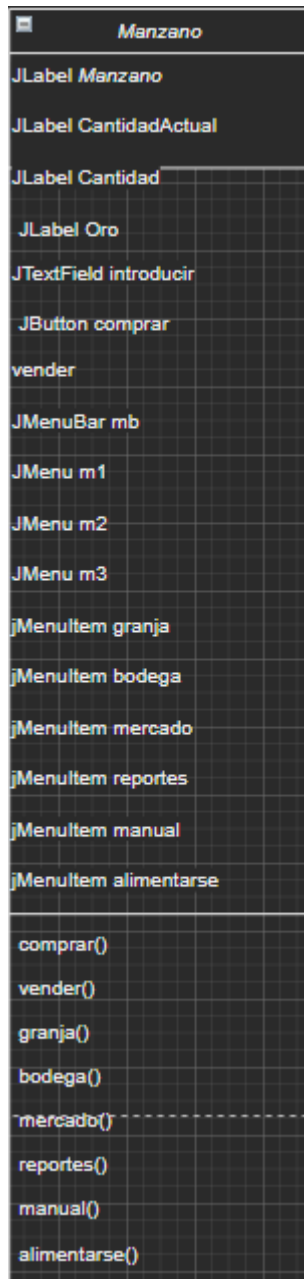 Manzano
JLabel Manzano
JLabel CantidadActual
JLabel Cantidad
JLabel Oro
JTextField introducir
JButton comprar
vender
JMenuBar mb
JMenu m1
JMenu m2
JMenu m3
jMenuItem granja
jMenuItem bodega
jMenuItem mercado
jMenuItem reportes
jMenuItem manual
jMenuItem alimentarse
comprar()
vender()
granja()
bodega()
mercado()
reportes()
manual()
alimentarse()